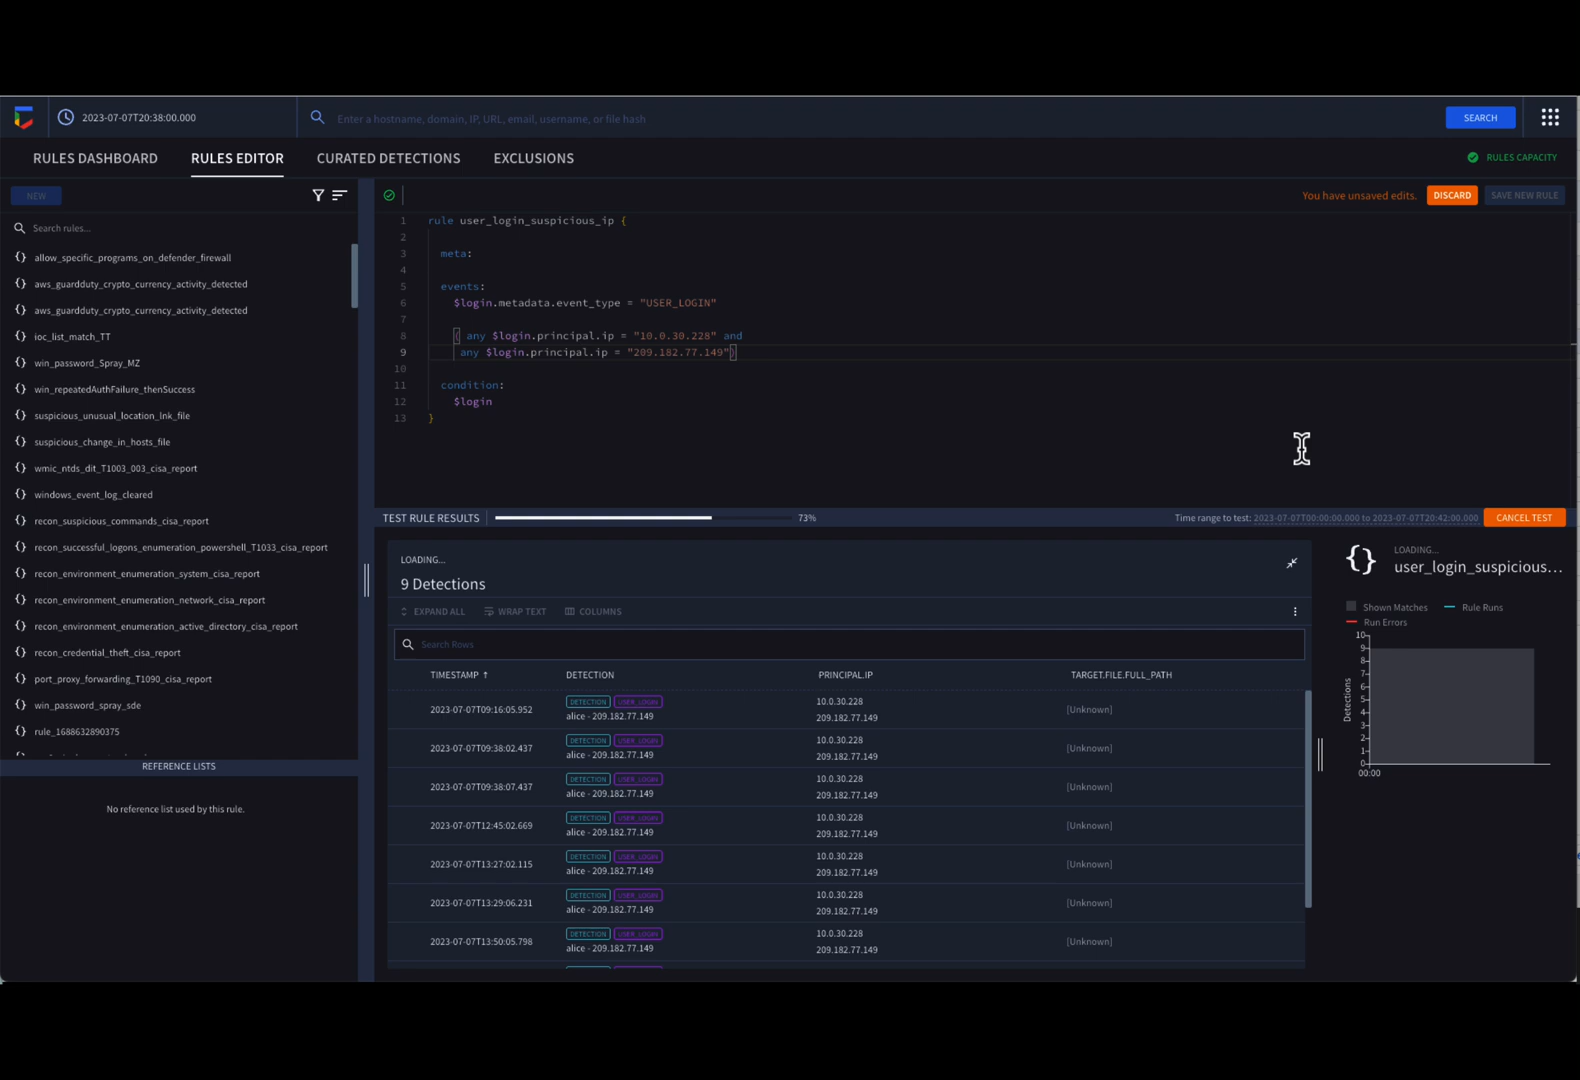 2023-07-07T20:38:00.000
Enter a hostname, domain, IP, URL, email, username, or file hash
SEARCH
RULES DASHBOARD
RULES EDITOR
CURATED DETECTIONS
EXCLUSIONS
RULES CAPACITY
NEW
Search rules...
{} allow_specific_programs_on_defender_firewall
{} aws_guardduty_crypto_currency_activity_detected
{} aws_guardduty_crypto_currency_activity_detected
{} ioc_list_match_TT
{} win_password_Spray_MZ
{} win_repeatedAuthFailure_thenSuccess
{} suspicious_unusual_location_lnk_file
{} suspicious_change_in_hosts_file
{} wmic_ntds_dit_T1003_003_cisa_report
{} windows_event_log_cleared
{} recon_suspicious_commands_cisa_report
{} recon_successful_logons_enumeration_powershell_T1033_cisa_report
{} recon_environment_enumeration_system_cisa_report
{} recon_environment_enumeration_network_cisa_report
{} recon_environment_enumeration_active_directory_cisa_report
{} recon_credential_theft_cisa_report
{} port_proxy_forwarding_T1090_cisa_report
{} win_password_spray_sde
{} rule_1688632890375
REFERENCE LISTS
No reference list used by this rule.
You have unsaved edits.
DISCARD
SAVE NEW RULE
1 rule user_login_suspicious_ip {
2
3 meta:
4
5 events:
6 $login.metadata.event_type = "USER_LOGIN"
7
8 ( any $login.principal.ip = "10.0.30.228" and
9 any $login.principal.ip = "209.182.77.149")
10
11 condition:
12 $login
13 }
TEST RULE RESULTS
73%
Time range to test: 2023-07-07T00:00:00.000 to 2023-07-07T20:42:00.000
CANCEL TEST
LOADING...
9 Detections
EXPAND ALL
WRAP TEXT
COLUMNS
Search Rows
TIMESTAMP ↑ DETECTION PRINCIPAL.IP TARGET.FILE.FULL_PATH
DETECTION USER_LOGIN 10.0.30.228
2023-07-07T09:16:05.952 [Unknown]
alice - 209.182.77.149 209.182.77.149
DETECTION USER_LOGIN 10.0.30.228
2023-07-07T09:38:02.437 [Unknown]
alice - 209.182.77.149 209.182.77.149
DETECTION USER_LOGIN 10.0.30.228
2023-07-07T09:38:07.437 [Unknown]
alice - 209.182.77.149 209.182.77.149
DETECTION USER_LOGIN 10.0.30.228
2023-07-07T12:45:02.669 [Unknown]
alice - 209.182.77.149 209.182.77.149
DETECTION USER_LOGIN 10.0.30.228
2023-07-07T13:27:02.115 [Unknown]
alice - 209.182.77.149 209.182.77.149
DETECTION USER_LOGIN 10.0.30.228
2023-07-07T13:29:06.231 [Unknown]
alice - 209.182.77.149 209.182.77.149
DETECTION USER_LOGIN 10.0.30.228
2023-07-07T13:50:05.798 [Unknown]
alice - 209.182.77.149 209.182.77.149
{}
LOADING...
user_login_suspicious...
Shown Matches
Rule Runs
Run Errors
Detections
10
9
8
7
6
5
4
3
2
1
0
00:00